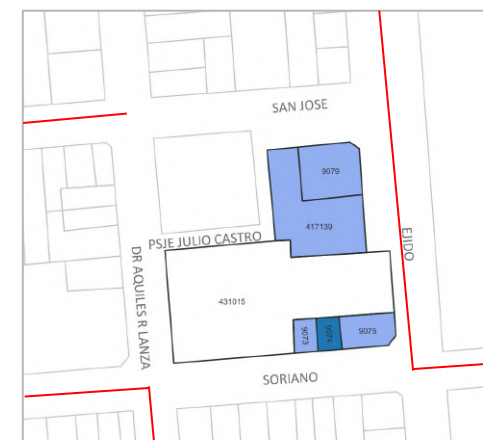 SAN JOSE
9079
417139
PSJE JULIO CASTRO
EJIDO
DR AQUILES R LANZA
431015
9073
9074
9075
SORIANO